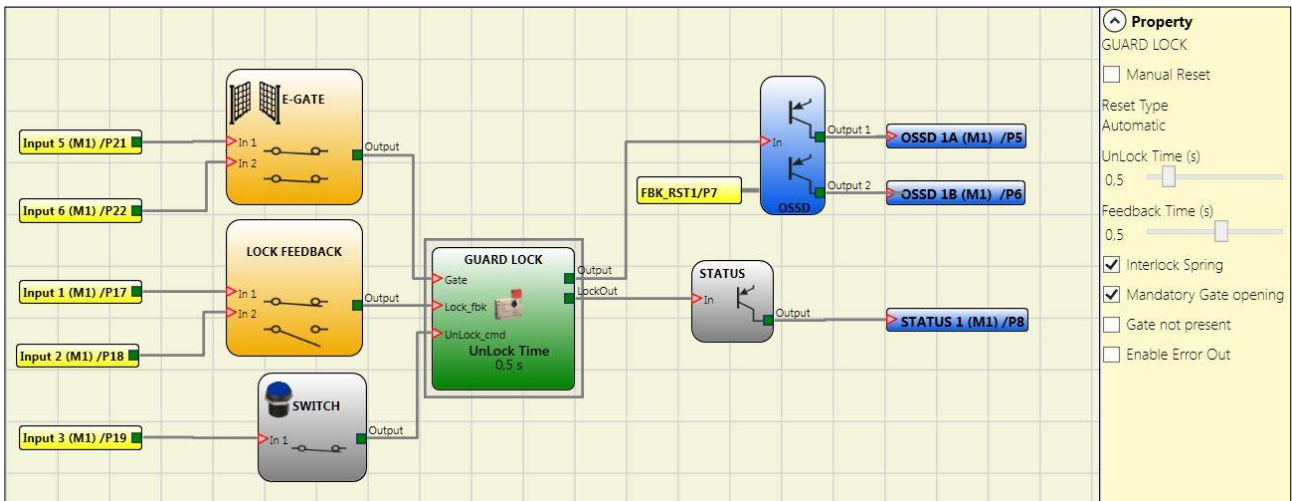 E-GATE
Input 5 (M1) /P21
In 1
In 2
Output
Input 6 (M1) /P22
LOCK FEEDBACK
Input 1 (M1) /P17
In 1
In 2
Output
Input 2 (M1) /P18
SWITCH
Input 3 (M1) /P19
In 1
Output
GUARD LOCK
Gate
Lock_fbk
UnLock_cmd
Output
LockOut
UnLock Time
0,5 s
FBK_RST1/P7
In
Output 1
Output 2
OSSD
OSSD 1A (M1) /P5
OSSD 1B (M1) /P6
STATUS
In
Output
STATUS 1 (M1) /P8
Property
GUARD LOCK
Manual Reset
Reset Type
Automatic
UnLock Time (s)
0,5
Feedback Time (s)
0,5
Interlock Spring
Mandatory Gate opening
Gate not present
Enable Error Out